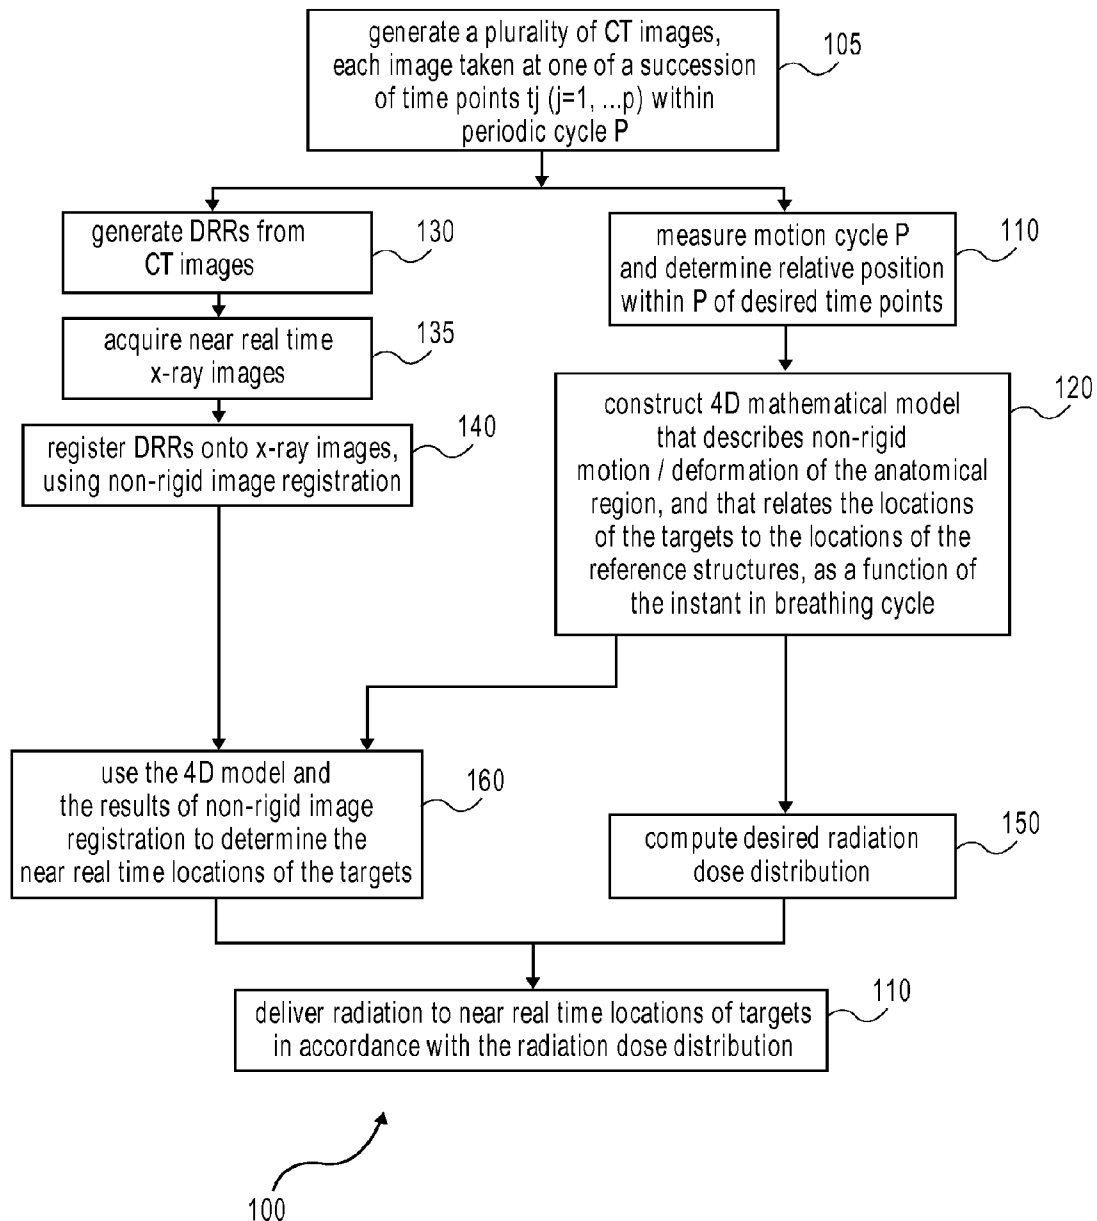 generate a plurality of CT images,
each image taken at one of a succession
of time points tj (j=1, ...p) within
periodic cycle P
105
generate DRRs from
CT images
130
measure motion cycle P
and determine relative position
within P of desired time points
110
acquire near real time
x-ray images
135
construct 4D mathematical model
that describes non-rigid
motion / deformation of the anatomical
region, and that relates the locations
of the targets to the locations of the
reference structures, as a function of
the instant in breathing cycle
120
register DRRs onto x-ray images,
using non-rigid image registration
140
use the 4D model and
the results of non-rigid image
registration to determine the
near real time locations of the targets
160
compute desired radiation
dose distribution
150
deliver radiation to near real time locations of targets
in accordance with the radiation dose distribution
110
100